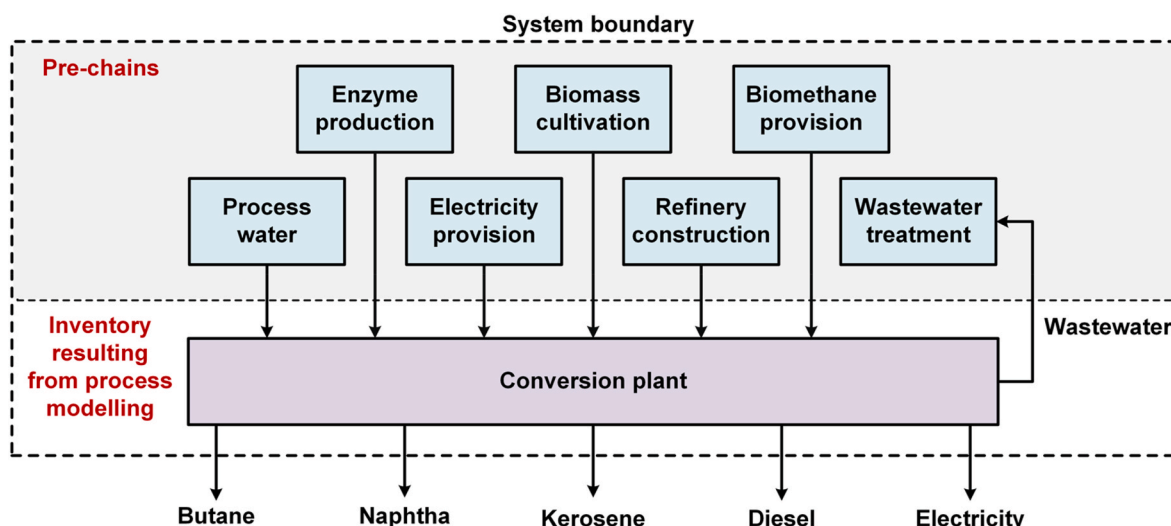 System boundary
Pre-chains
Enzyme
production
Biomass
cultivation
Biomethane
provision
Process
water
Electricity
provision
Refinery
construction
Wastewater
treatment
Inventory
resulting
from process
modelling
Wastewater
Conversion plant
Butane
Naphtha
Kerosene
Diesel
Electricity